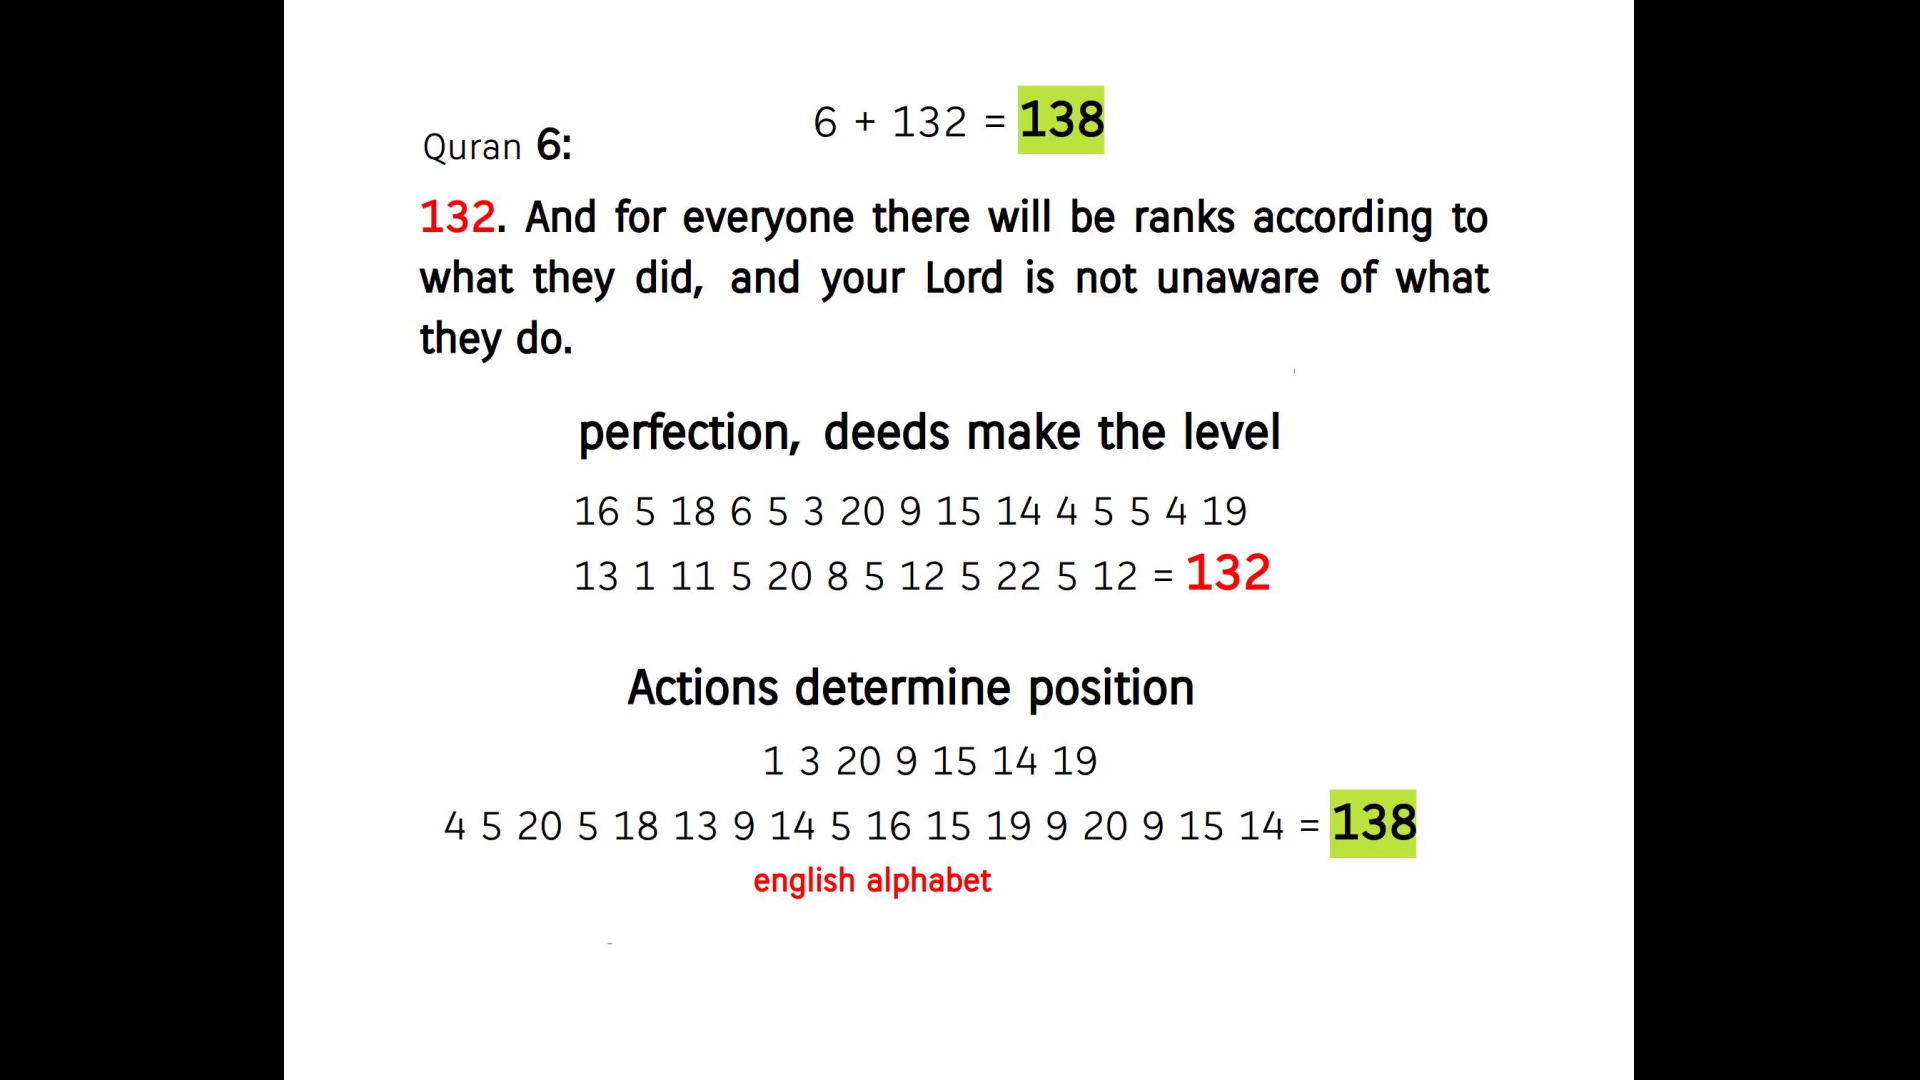 6 + 132 = 138
Quran 6:
132. And for everyone there will be ranks according to
what they did, and your Lord is not unaware of what
they do.
perfection, deeds make the level
16 5 18 6 5 3 20 9 15 14 4 5 5 4 19
13 1 11 5 20 8 5 12 5 22 5 12 = 132
Actions determine position
1 3 20 9 15 14 19
4 5 20 5 18 13 9 14 5 16 15 19 9 20 9 15 14 = 138
english alphabet